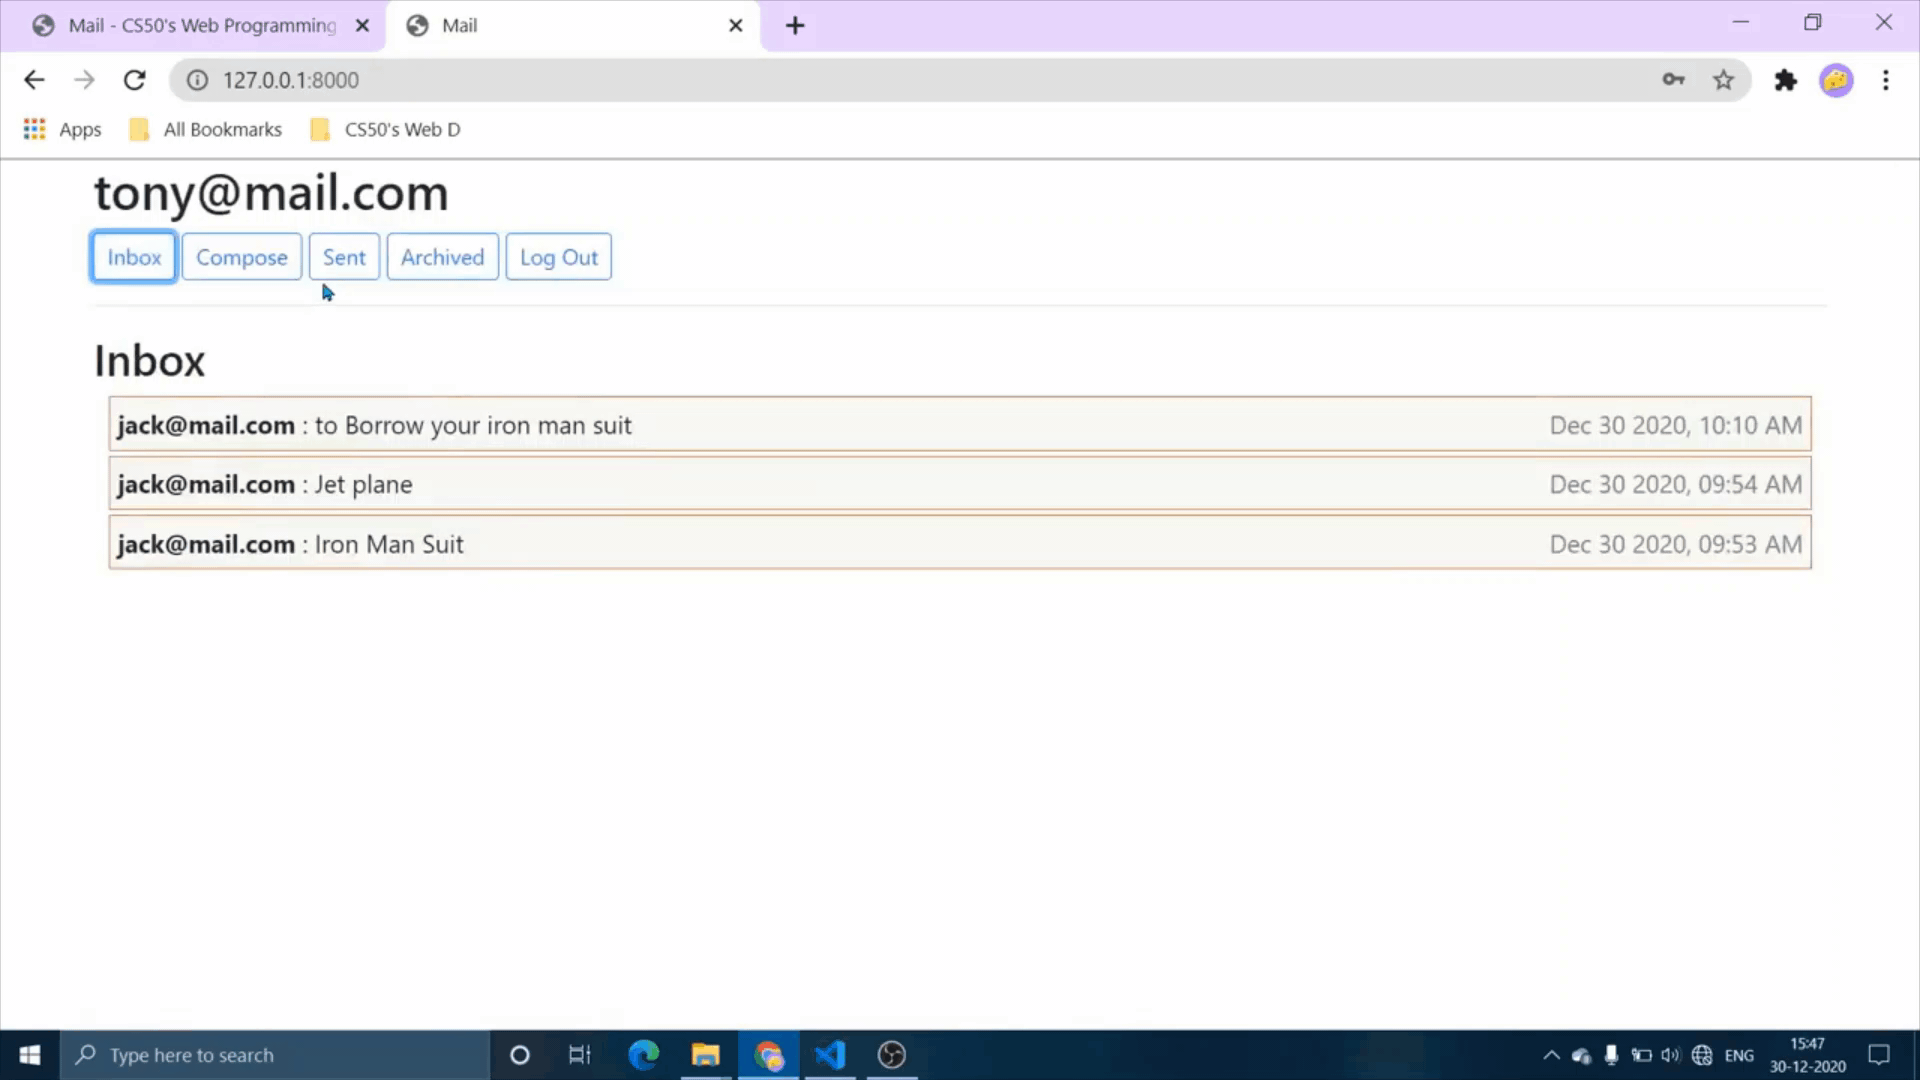 Mail - CS50's Web Programming
Mail
127.0.0.1:8000
Apps
All Bookmarks
CS50's Web D
tony@mail.com
Inbox
Compose
Sent
Archived
Log Out
Inbox
jack@mail.com : to Borrow your iron man suit Dec 30 2020, 10:10 AM
jack@mail.com : Jet plane Dec 30 2020, 09:54 AM
jack@mail.com : Iron Man Suit Dec 30 2020, 09:53 AM
Type here to search
ENG
15:47
30-12-2020